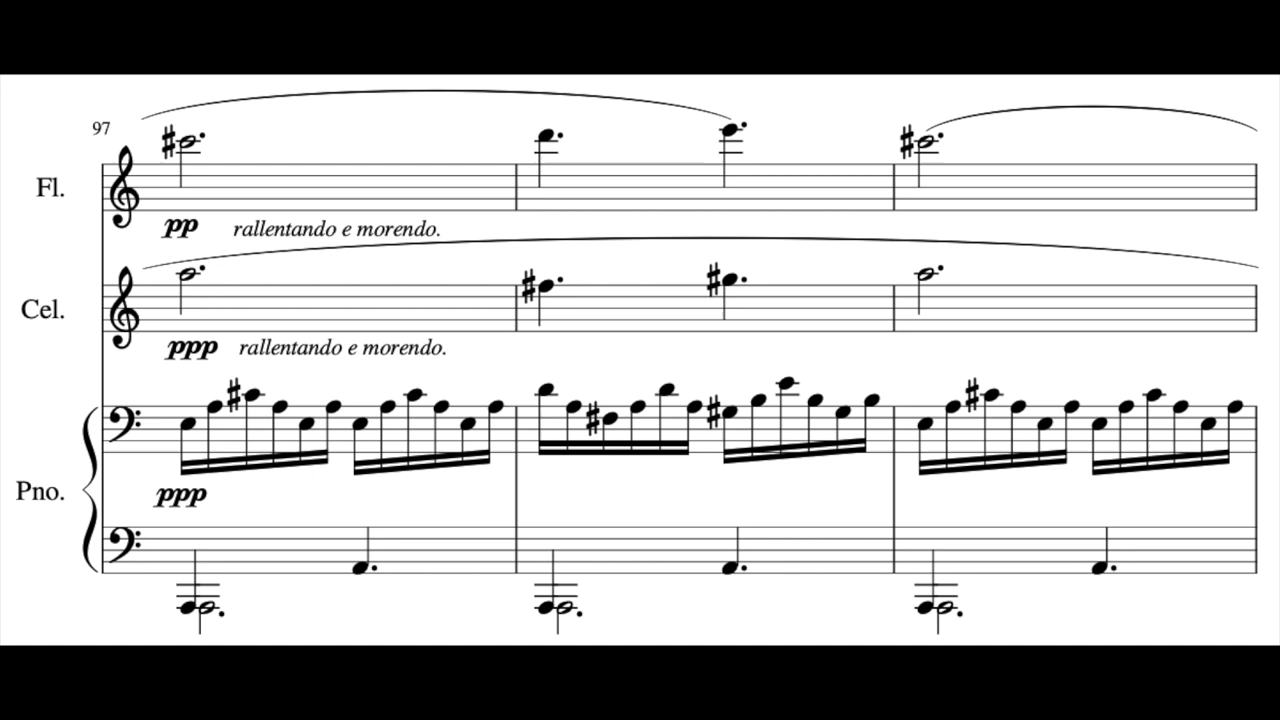 97
Fl.
pp rallentando e morendo.
Cel.
ppp rallentando e morendo.
Pno.
ppp